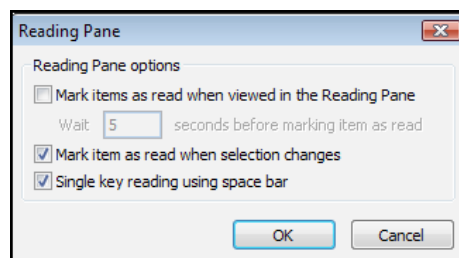 Reading Pane
Reading Pane options
Mark items as read when viewed in the Reading Pane
Wait 5 seconds before marking item as read
Mark item as read when selection changes
Single key reading using space bar
OK Cancel